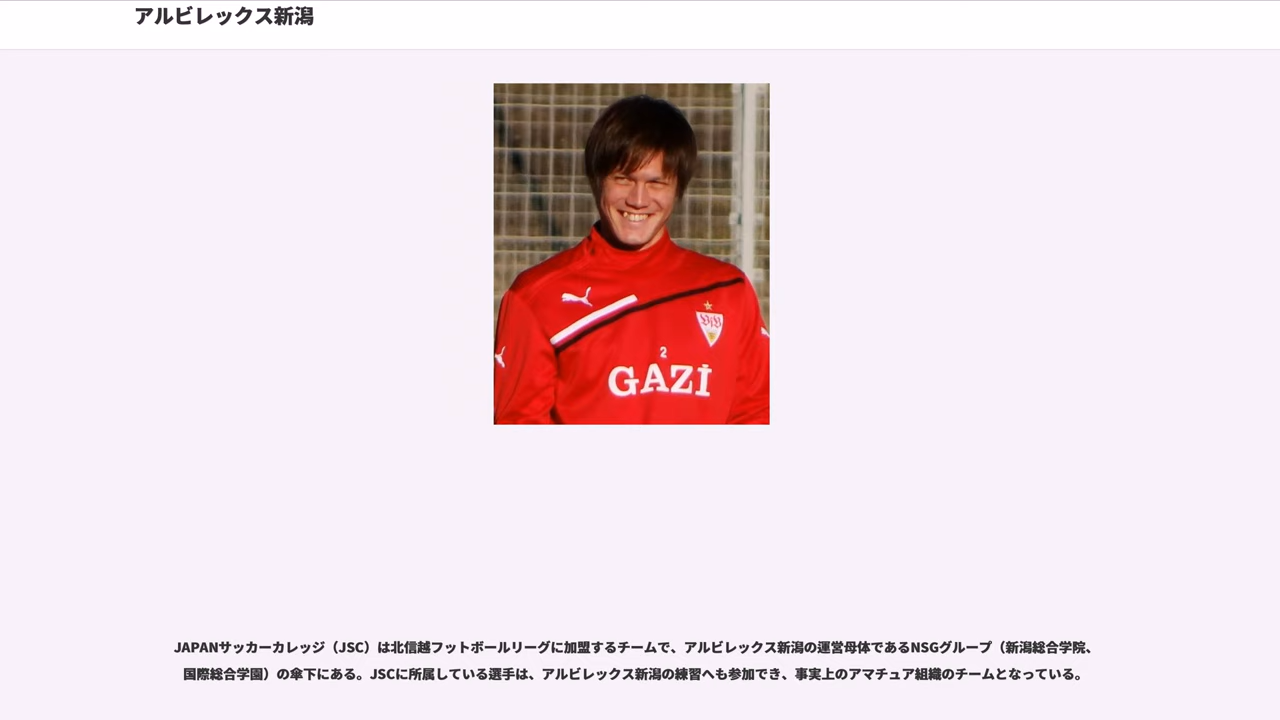 アルビレックス新潟
2
GAZİ
JAPANサッカーカレッジ（JSC）は北信越フットボールリーグに加盟するチームで、アルビレックス新潟の運営母体であるNSGグループ（新潟総合学院、
国際総合学園）の傘下にある。JSCに所属している選手は、アルビレックス新潟の練習へも参加でき、事実上のアマチュア組織のチームとなっている。